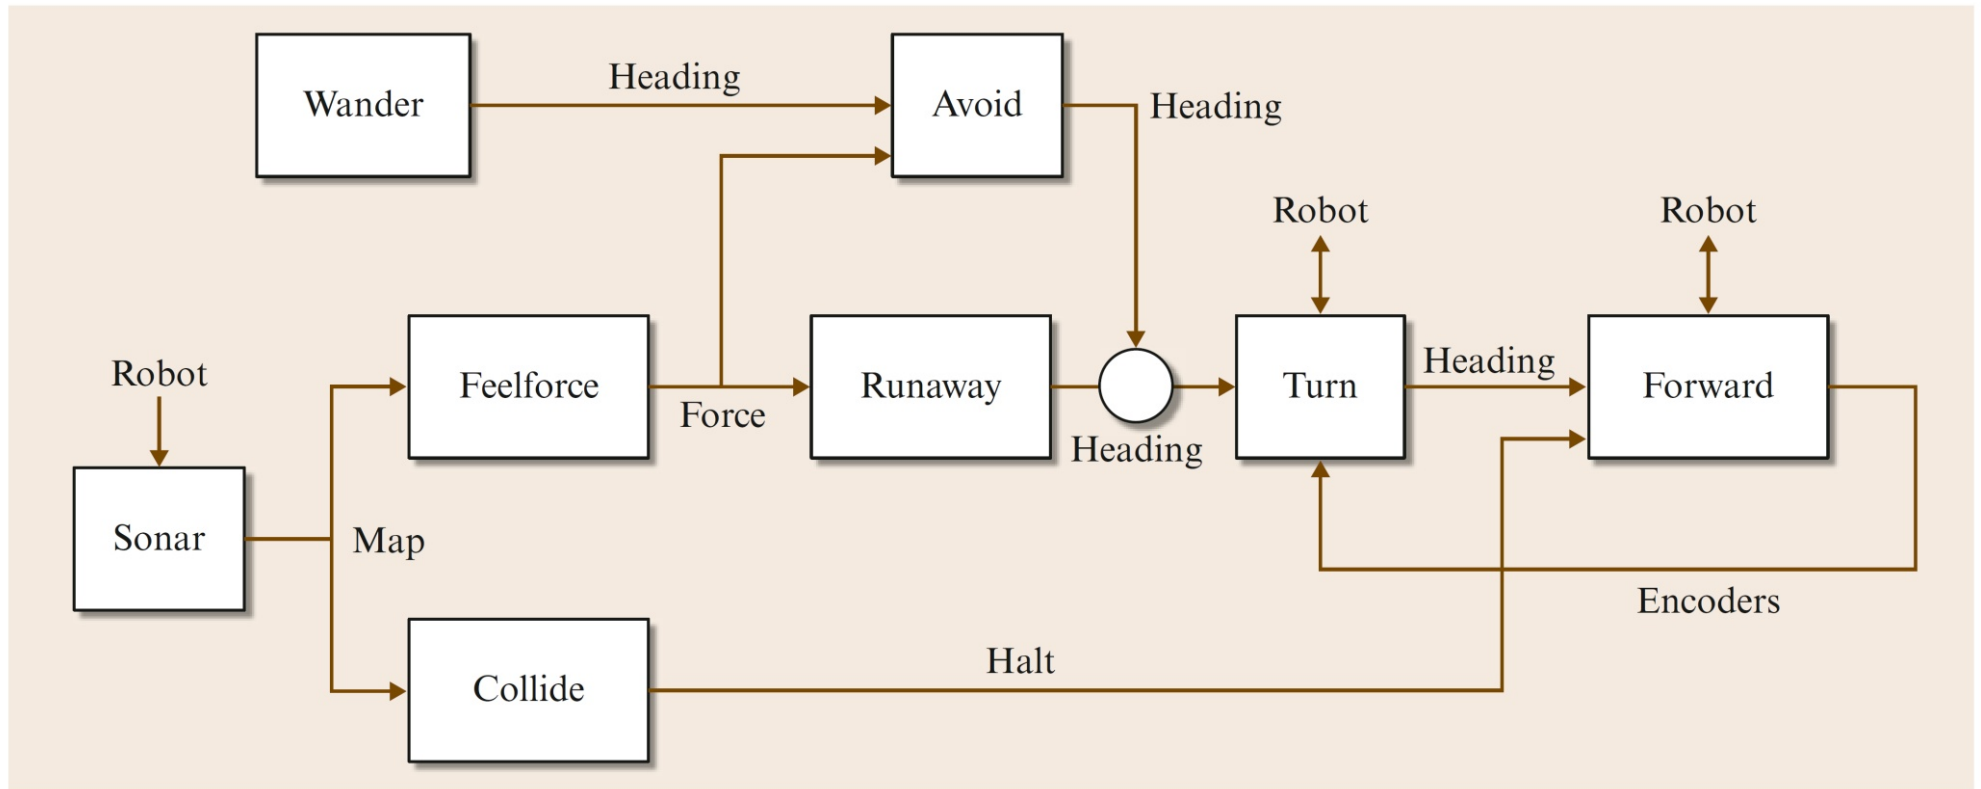 Wander
Heading
Avoid
Heading
Robot
Robot
Robot
Feelforce
Force
Runaway
Heading
Turn
Heading
Forward
Sonar
Map
Encoders
Collide
Halt